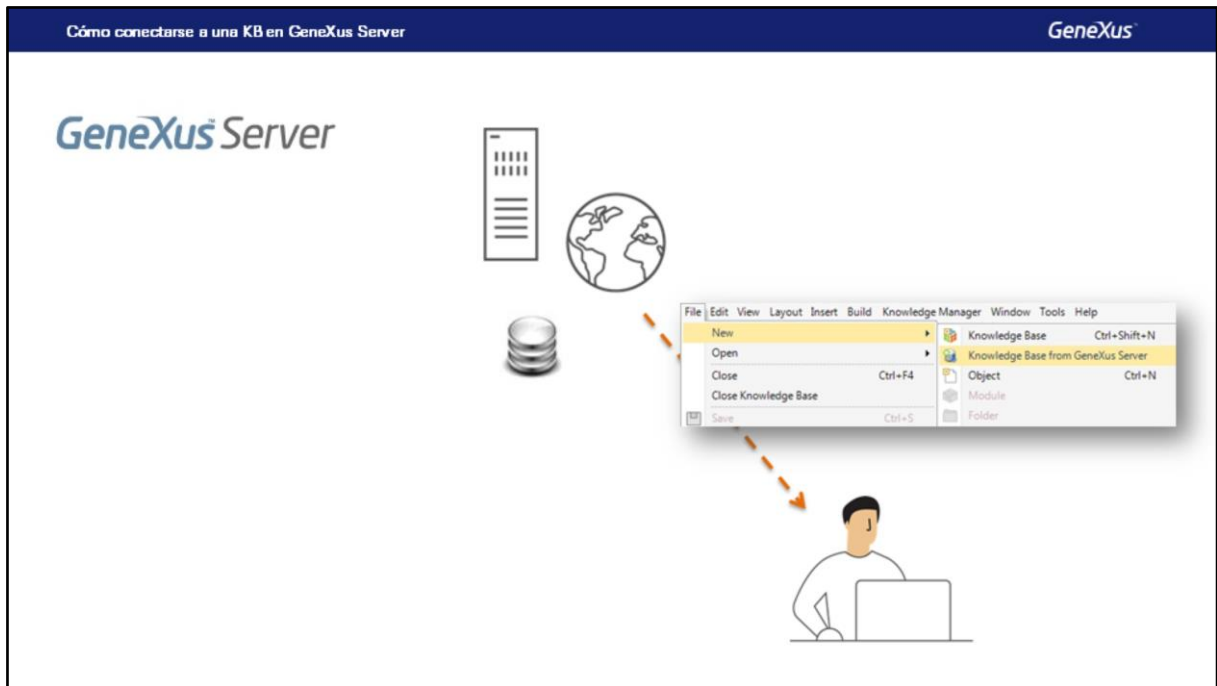 Cómo conectarse a una KB en GeneXus Server
GeneXus™
GeneXus™ Server
File Edit View Layout Insert Build Knowledge Manager Window Tools Help
New
Knowledge Base Ctrl+Shift+N
Open
Knowledge Base from GeneXus Server
Close Ctrl+F4
Object Ctrl+N
Close Knowledge Base
Module
Save Ctrl+S
Folder